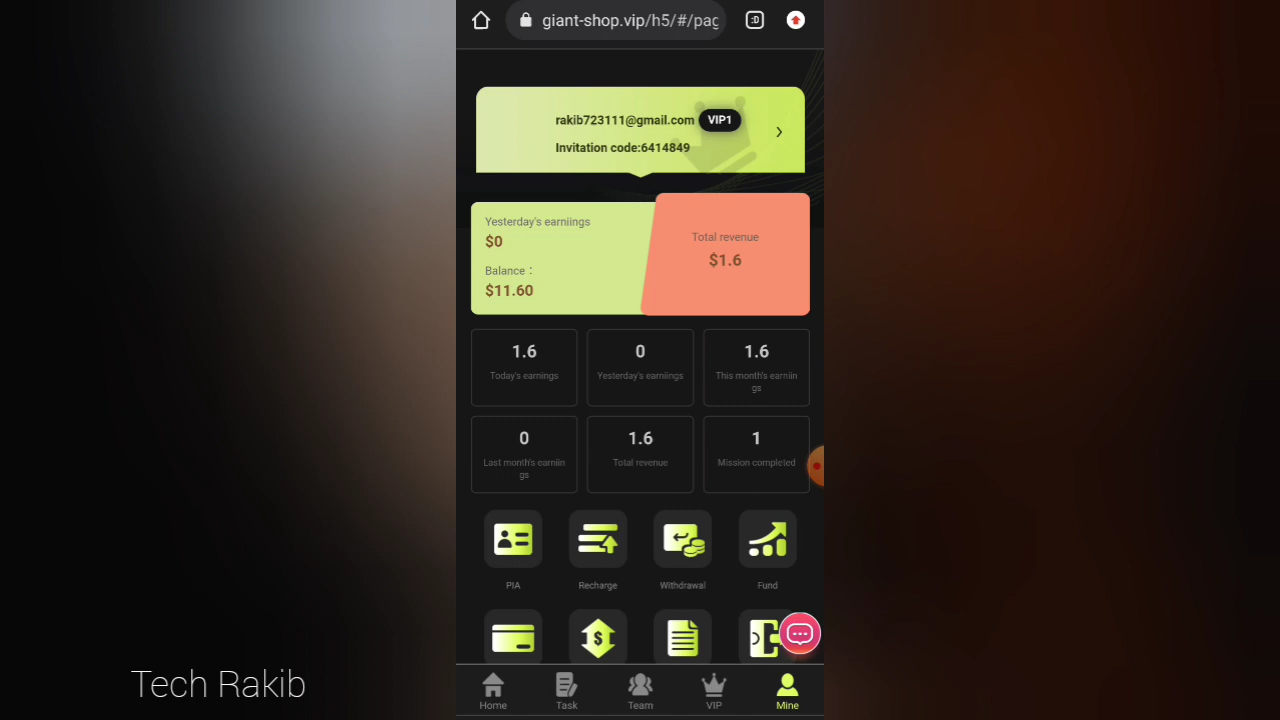 giant-shop.vip/h5/#/pag
:D
rakib723111@gmail.com VIP1
Invitation code:6414849
Yesterday's earniings
$0
Balance：
$11.60
Total revenue
$1.6
1.6
Today's earnings
0
Yesterday's earniings
1.6
This month's earniin
gs
0
Last month's earniin
gs
1.6
Total revenue
1
Mission completed
PIA
Recharge
Withdrawal
Fund
Tech Rakib
Home
Task
Team
VIP
Mine